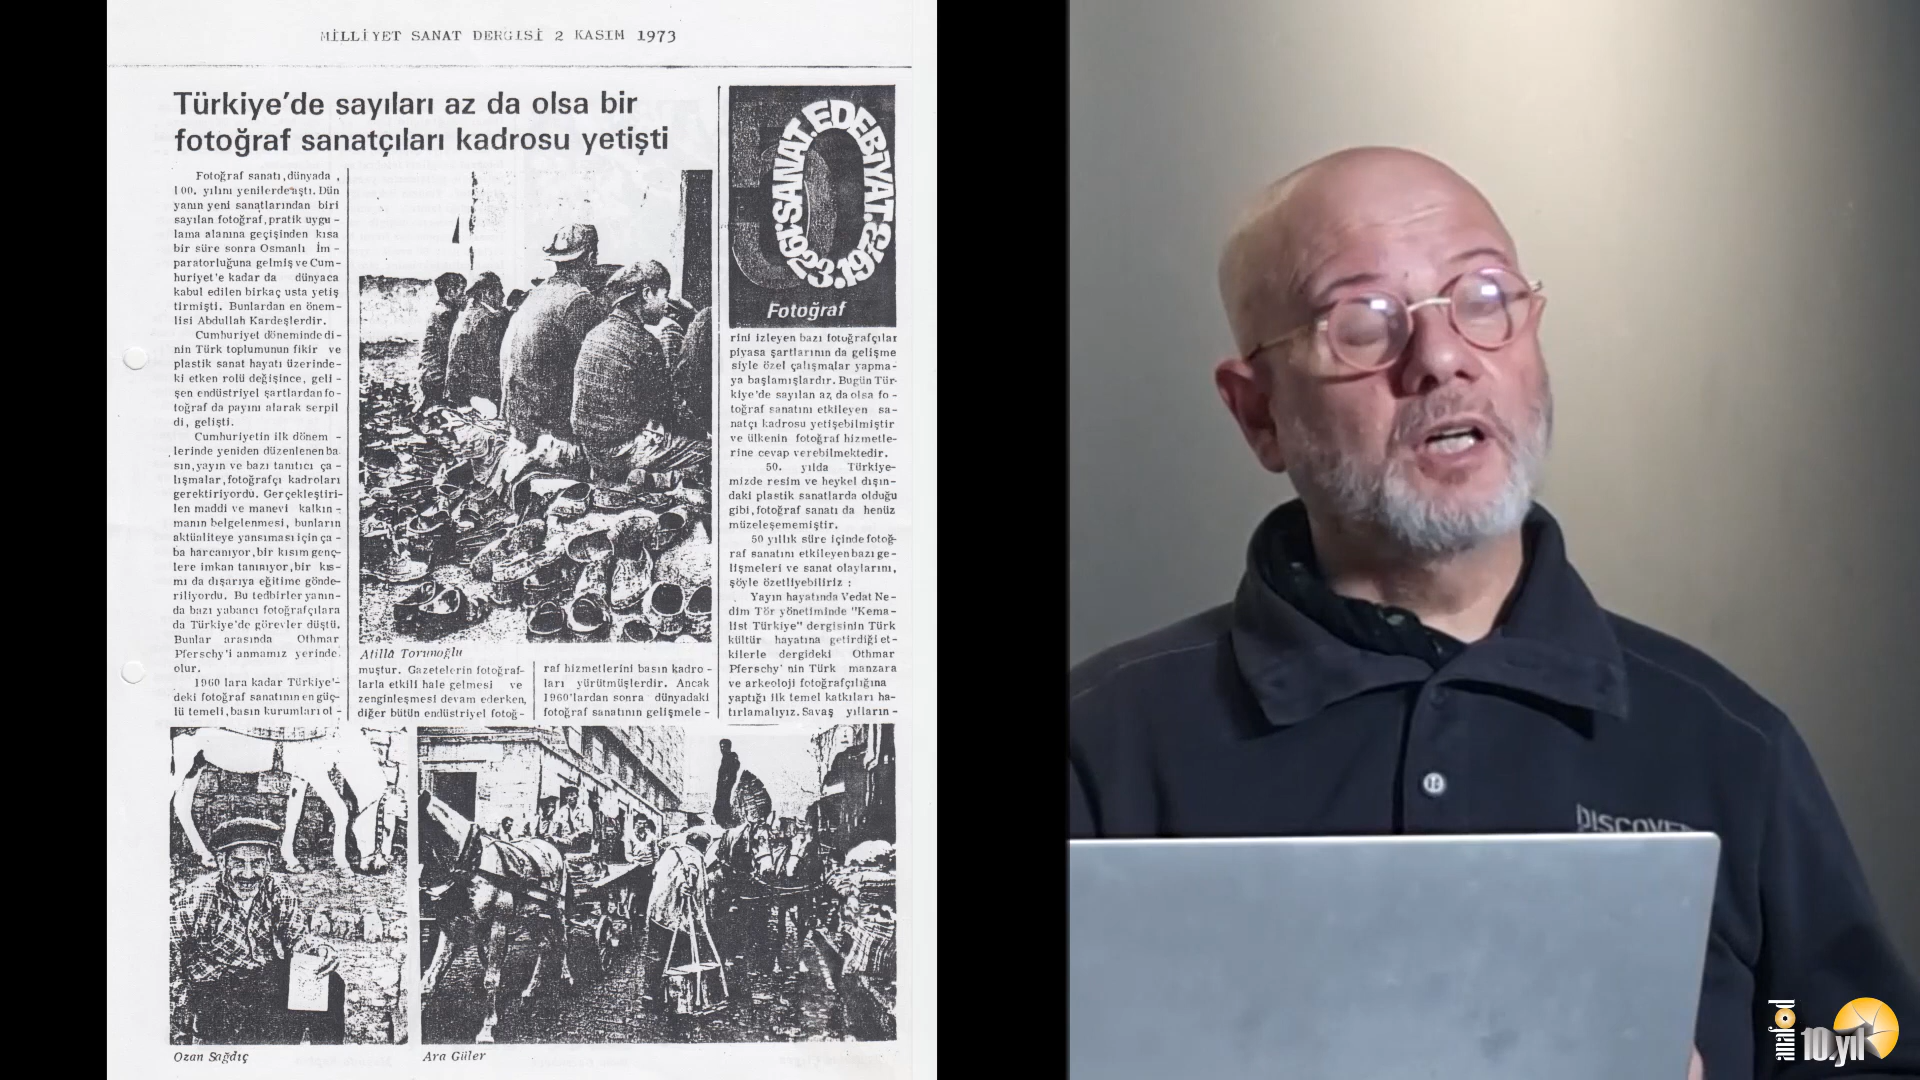 MİLLİYET SANAT DERGİSİ 2 KASIM 1973
Türkiye'de sayıları az da olsa bir
fotoğraf sanatçıları kadrosu yetişti
Fotoğraf sanatı, dünyada
100. yılını yenilerde aştı. Dün
yanın yeni sanatlarından biri
sayılan fotoğraf, pratik uygu-
lama alanına geçişinden kısa
bir süre sonra Osmanlı İm-
paratorluğuna gelmiş ve Cum-
huriyet'e kadar da dünyaca
kabul edilen birkaç usta yetiş
tirmişti. Bunlardan en önem-
lisi Abdullah Kardeşlerdir.
Cumhuriyet döneminde di-
nin Türk toplumunun fikir ve
plastik sanat hayatı üzerinde-
ki etken rolü değişince, geli-
şen endüstriyel şartlardan fo-
toğraf da payını alarak serpil
di, gelişti.
Cumhuriyetin ilk dönem-
lerinde yeniden düzenlenen ba
sın, yayın ve bazı tanıtıcı ça-
lışmalar, fotoğrafçı kadroları
gerektiriyordu. Gerçekleştiri-
len maddi ve manevi kalkın-
manın belgelenmesi, bunların
aktüaliteye yansıması için ça-
ba harcanıyor, bir kısım genç-
lere imkan tanınıyor, bir kıs-
mı da dışarıya eğitime gönde-
riliyordu. Bu tedbirler yanın-
da bazı yabancı fotoğrafçılara
da Türkiye'de görevler düştü.
Bunlar arasında Othmar
Pferschy'i anmamız yerinde
olur.
1960 lara kadar Türkiye'-
deki fotoğraf sanatının en güç-
lü temeli, basın kurumları ol-
Atillâ Torunoğlu
muştur. Gazetelerin fotoğraf-
larla etkili hale gelmesi ve
zenginleşmesi devam ederken,
diğer bütün endüstriyel fotoğ-
raf hizmetlerini basın kadro-
ları yürütmüşlerdir. Ancak
1960'lardan sonra dünyadaki
fotoğraf sanatının gelişmele-
50
SANAT.EDEBİYAT.1923.1973
Fotoğraf
rini izleyen bazı fotoğrafçılar
piyasa şartlarının da gelişme
siyle özel çalışmalar yapma-
ya başlamışlardır. Bugün Tür-
kiye'de sayılan az da olsa fo-
toğraf sanatını etkileyen sa-
natçı kadrosu yetişebilmiştir
ve ülkenin fotoğraf hizmetle-
rine cevap verebilmektedir.
50. yılda Türkiye-
mizde resim ve heykel dışın-
daki plastik sanatlarda olduğu
gibi, fotoğraf sanatı da henüz
müzeleşememiştir.
50 yıllık süre içinde fotoğ-
raf sanatını etkileyen bazı ge-
lişmeleri ve sanat olaylarını,
şöyle özetliyebiliriz :
Yayın hayatında Vedat Ne-
dim Tör yönetiminde "Kema-
list Türkiye" dergisinin Türk
kültür hayatına getirdiği et-
kilerle dergideki Othmar
Pferschy' nin Türk manzara
ve arkeoloji fotoğrafçılığına
yaptığı ilk temel katkıları ha-
tırlamalıyız. Savaş yılların-
Ozan Sağdıç
Ara Güler
DISCOVER
anafod
10.yıl